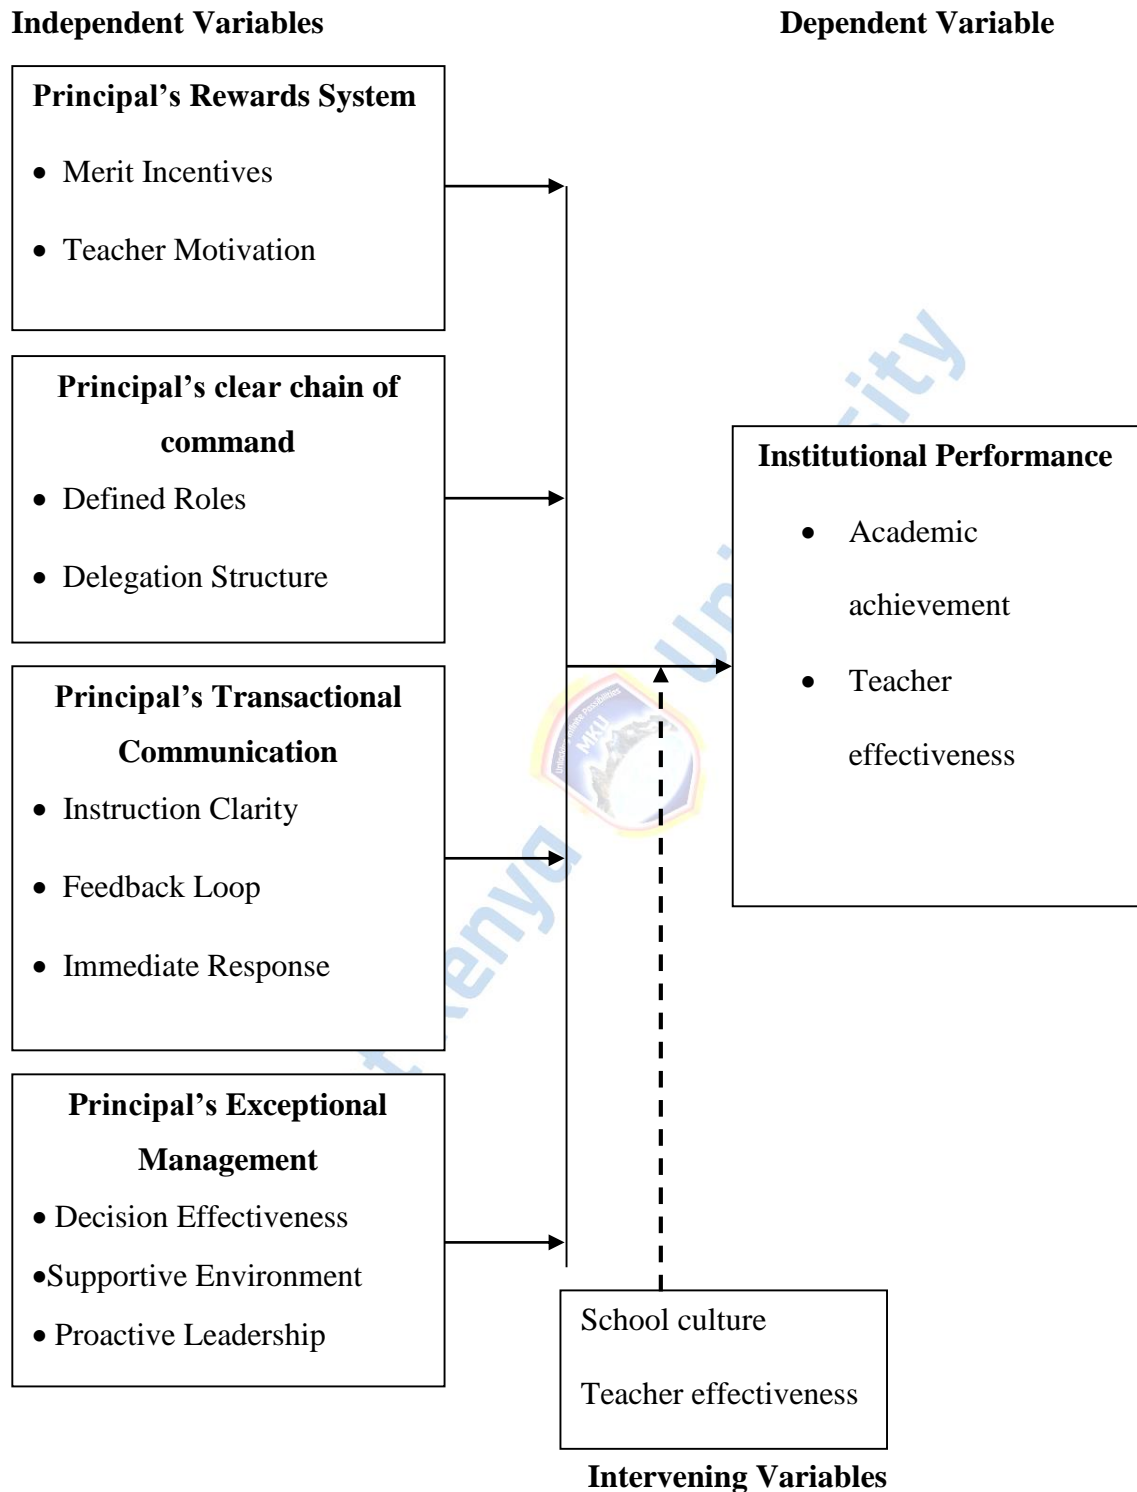 Independent Variables
Dependent Variable
Principal’s Rewards System
• Merit Incentives
• Teacher Motivation
Principal’s clear chain of
command
• Defined Roles
• Delegation Structure
Principal’s Transactional
Communication
• Instruction Clarity
• Feedback Loop
• Immediate Response
Principal’s Exceptional
Management
• Decision Effectiveness
•Supportive Environment
• Proactive Leadership
Institutional Performance
• Academic
achievement
• Teacher
effectiveness
School culture
Teacher effectiveness
Intervening Variables
Kenya
MKU